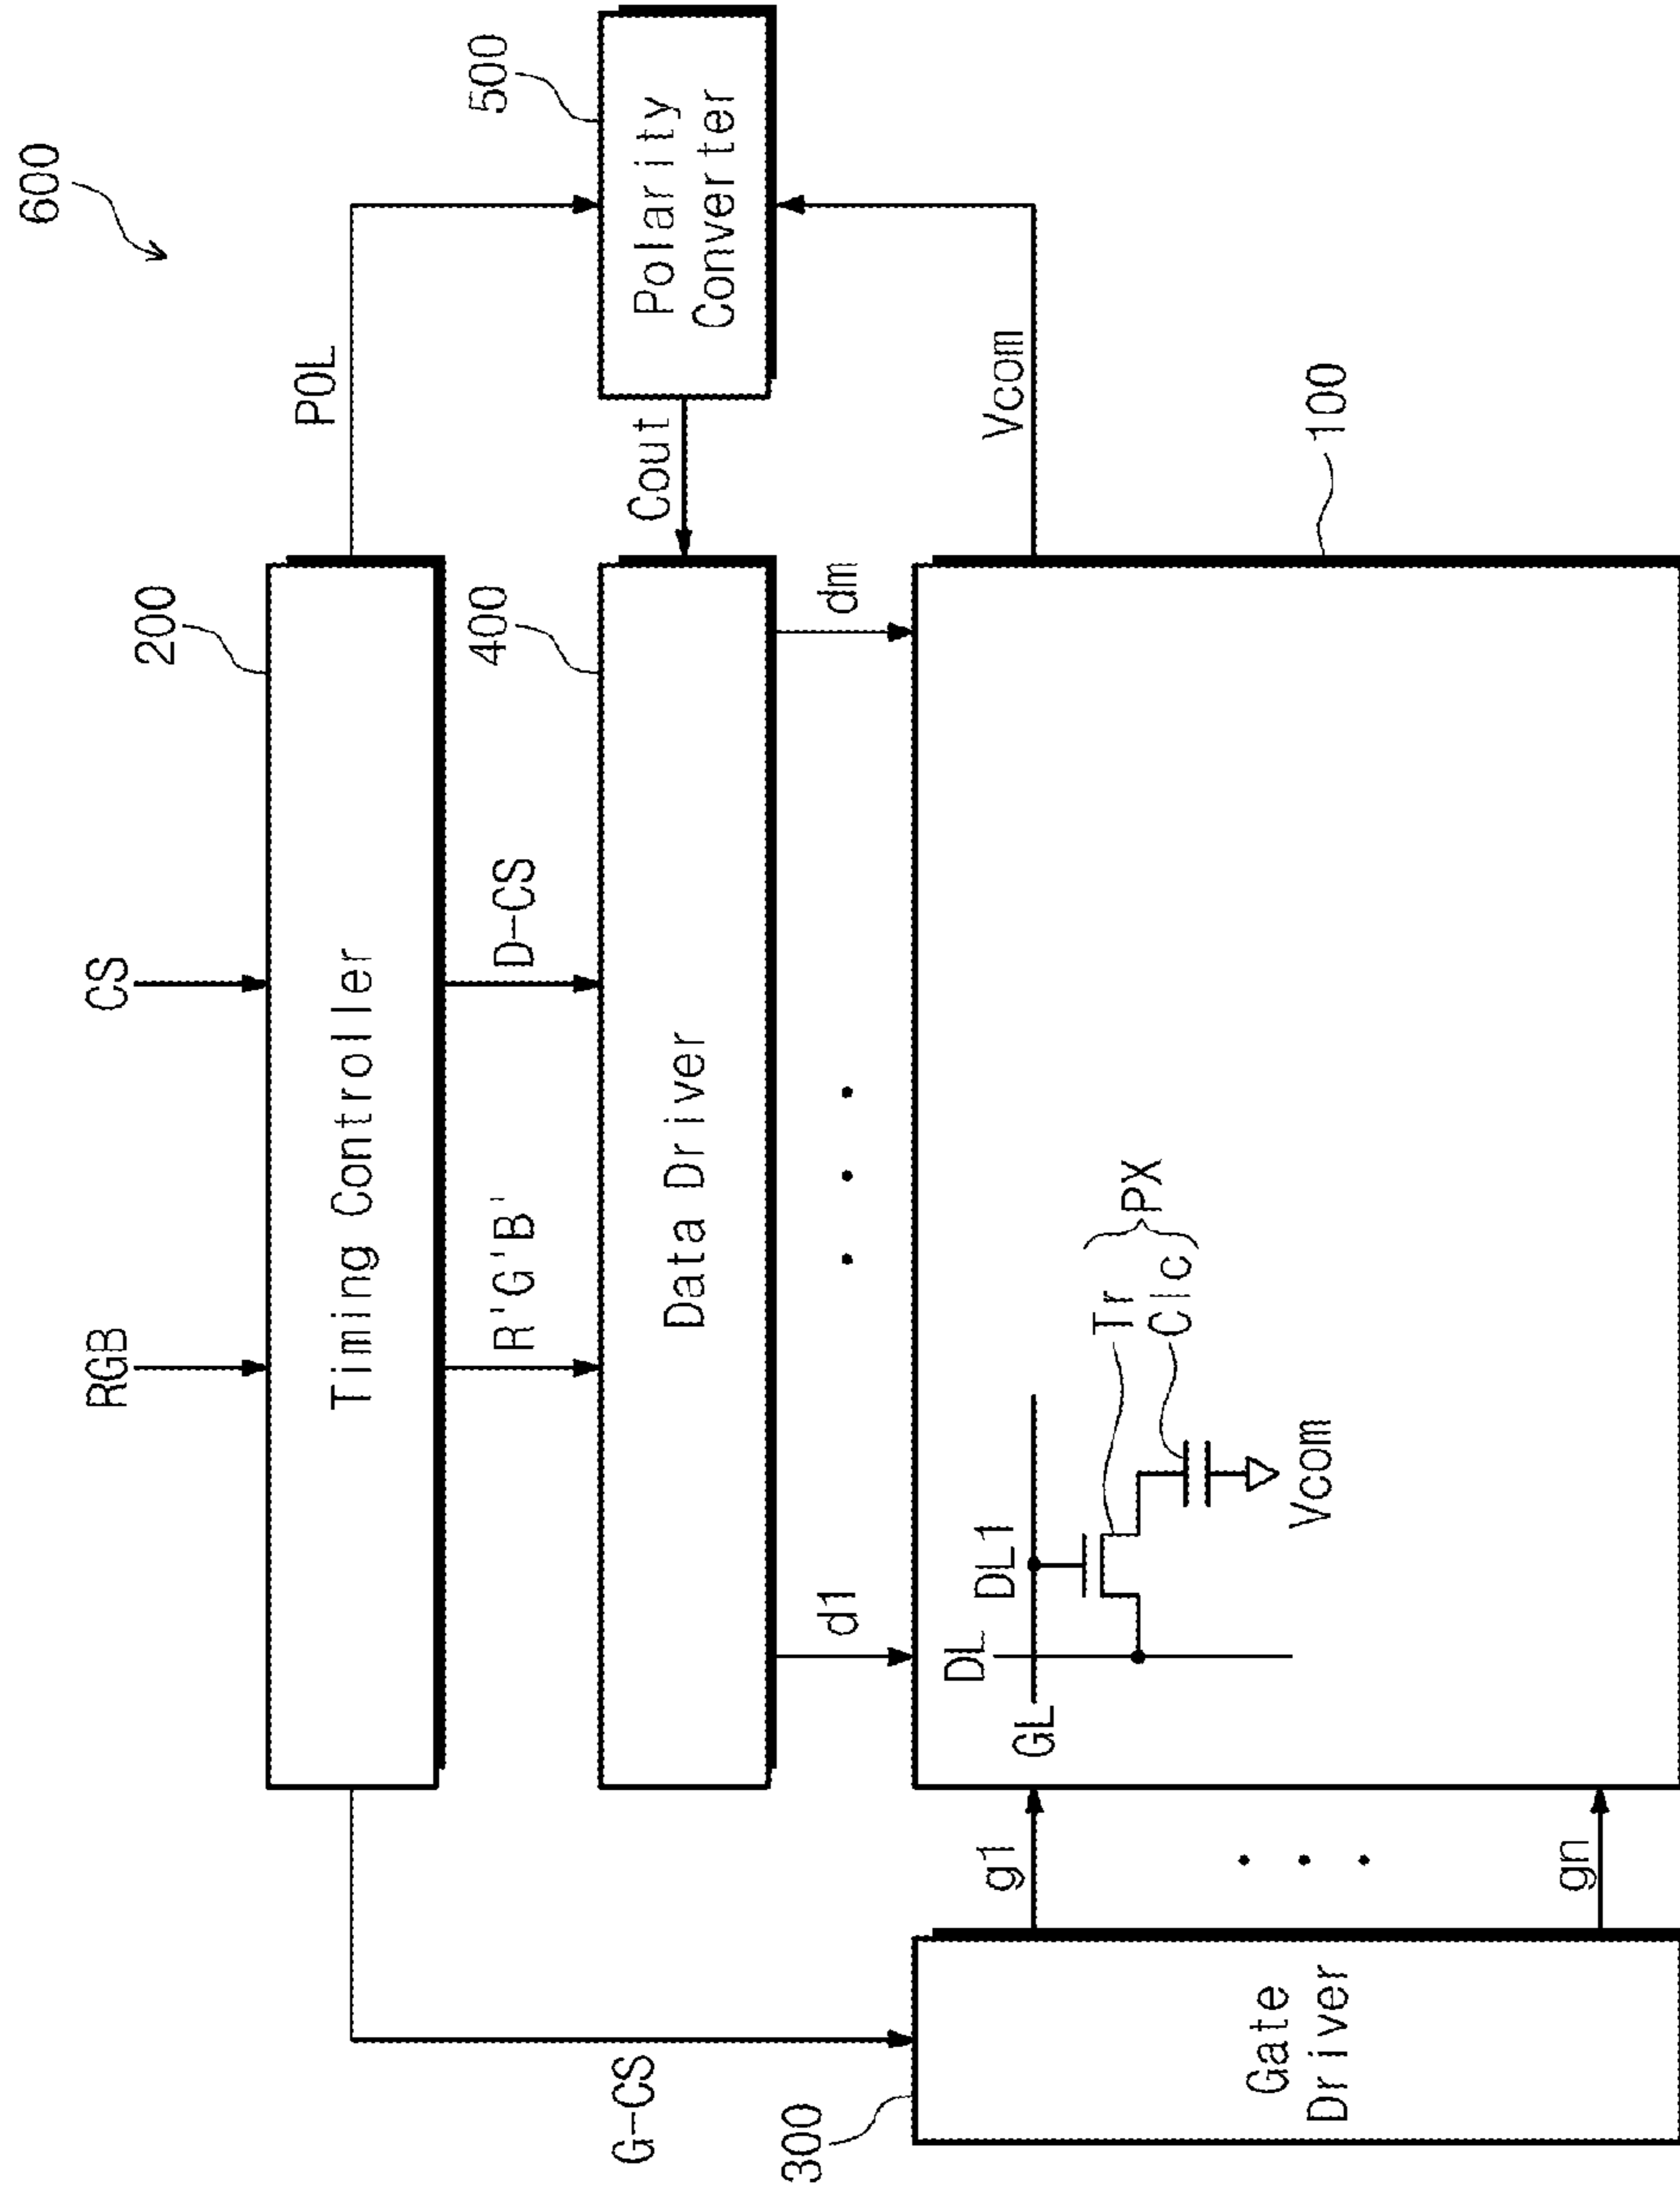 600
RGB
CS
200
Timing Controller
POL
500
Polarity
Converter
R'G'B'
D-CS
400
G-CS
Data Driver
Cout
300
d1
dm
Vcom
g1
DL
DL1
GL
Tr
Clc
PX
Vcom
100
Gate
Driver
gn